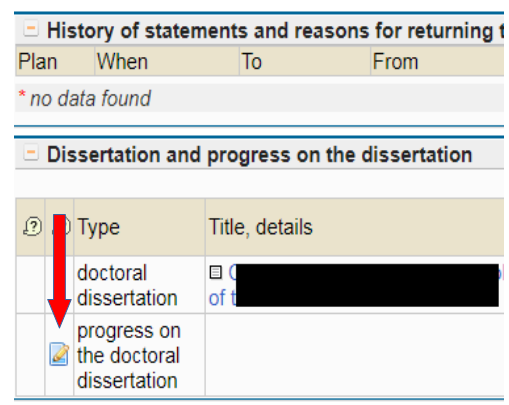 History of statements and reasons for returning t
Plan When To From
* no data found
Dissertation and progress on the dissertation
Type Title, details
doctoral
dissertation
of t
progress on
the doctoral
dissertation